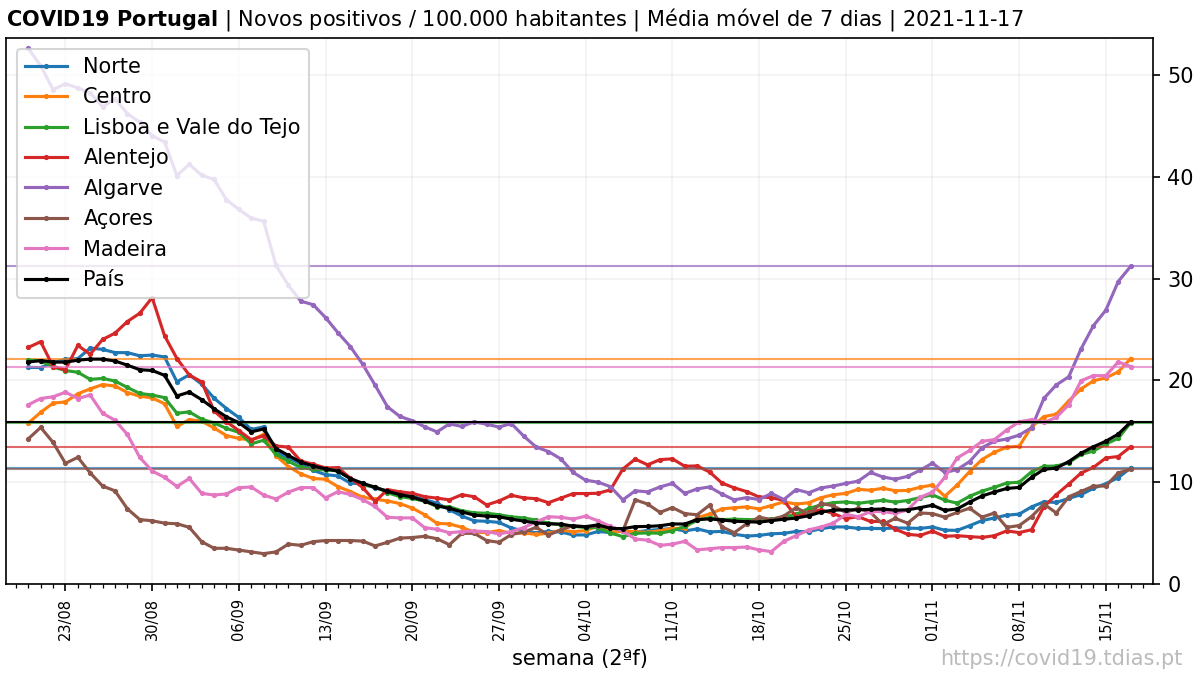 COVID19 Portugal | Novos positivos / 100.000 habitantes | Média móvel de 7 dias | 2021-11-17
Norte
Centro
Lisboa e Vale do Tejo
Alentejo
Algarve
Açores
Madeira
País
50
40
30
20
10
0
23/08
30/08
06/09
13/09
20/09
27/09
04/10
11/10
18/10
25/10
01/11
08/11
15/11
semana (2ªf)
https://covid19.tdias.pt